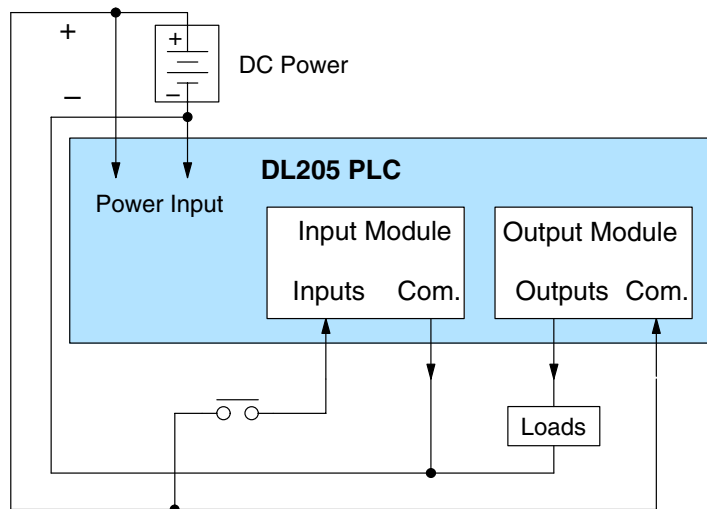 +
+
DC Power
–
–
DL205 PLC
Power Input
Input Module
Output Module
Inputs Com.
Outputs Com.
Loads